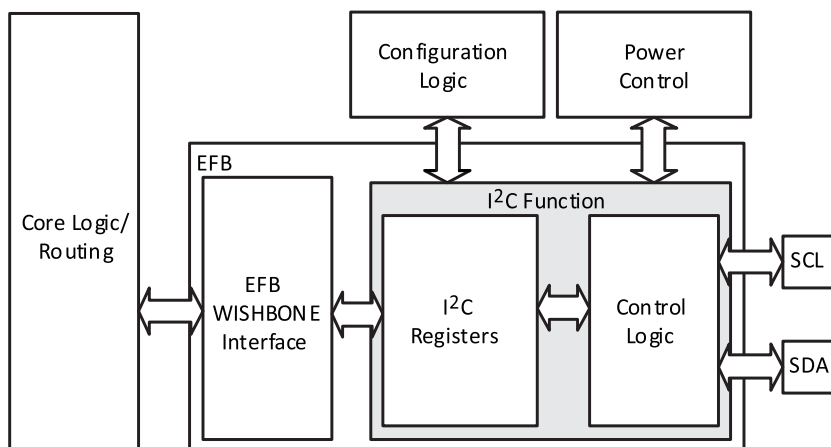 Configuration
Logic
Power
Control
EFB
I²C Function
Core Logic/
Routing
EFB
WISHBONE
Interface
I²C
Registers
Control
Logic
SCL
SDA